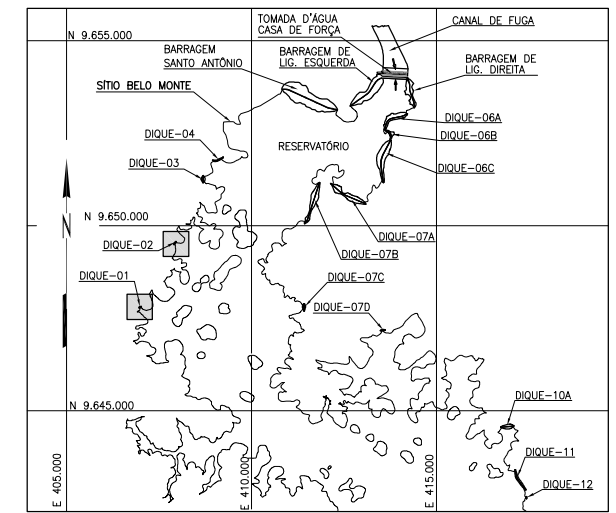 TOMADA D'ÁGUA
CASA DE FORÇA
CANAL DE FUGA
N 9.655.000
BARRAGEM
SANTO ANTÔNIO
BARRAGEM DE
LIG. ESQUERDA
BARRAGEM DE
LIG. DIREITA
SÍTIO BELO MONTE
DIQUE-06A
DIQUE-06B
DIQUE-04
RESERVATÓRIO
DIQUE-03
DIQUE-06C
N
N 9.650.000
DIQUE-07A
DIQUE-02
DIQUE-07B
DIQUE-01
DIQUE-07C
DIQUE-07D
N 9.645.000
DIQUE-10A
DIQUE-11
DIQUE-12
E 405.000
E 410.000
E 415.000